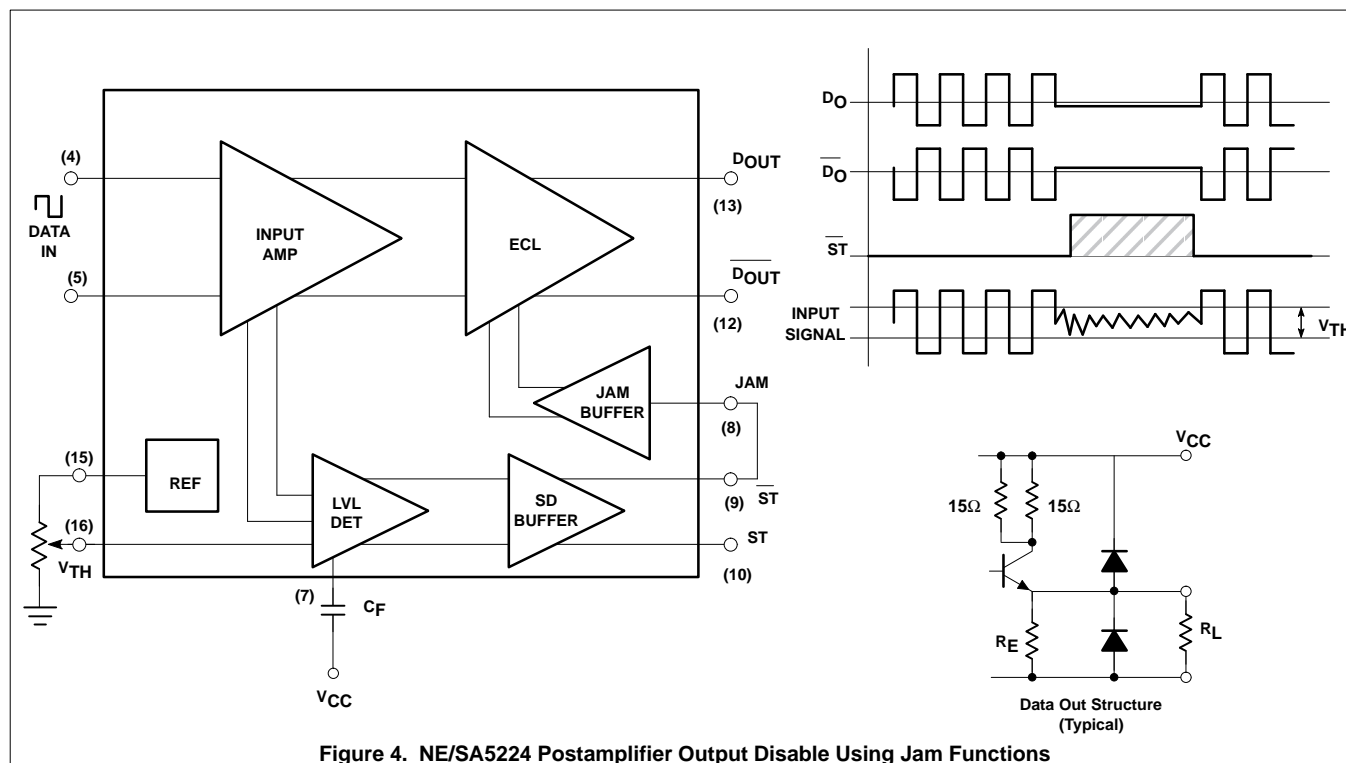 (4)
DATA
IN
(5)
INPUT
AMP
ECL
DOUT
(13)
DOUT
(12)
JAM
BUFFER
JAM
(8)
(15)
REF
(16)
VTH
LVL
DET
SD
BUFFER
(9)
ST
ST
(10)
(7)
CF
VCC
DO
DO
ST
INPUT
SIGNAL
VTH
VCC
15Ω
15Ω
RE
RL
Data Out Structure
(Typical)
Figure 4. NE/SA5224 Postamplifier Output Disable Using Jam Functions